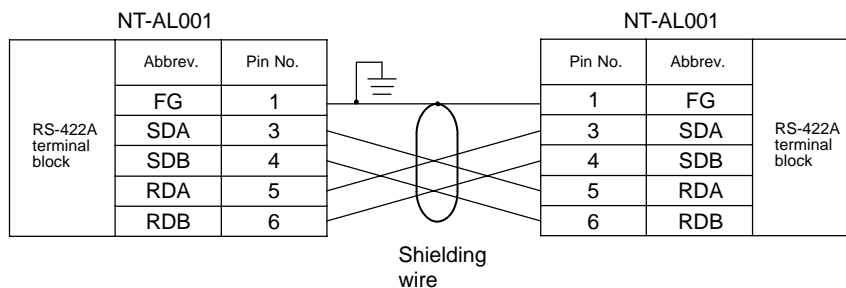 NT-AL001
NT-AL001
Abbrev. Pin No.
Pin No. Abbrev.
RS-422A
terminal
block
FG 1
SDA 3
SDB 4
RDA 5
RDB 6
1 FG
3 SDA
4 SDB
5 RDA
6 RDB
RS-422A
terminal
block
Shielding
wire